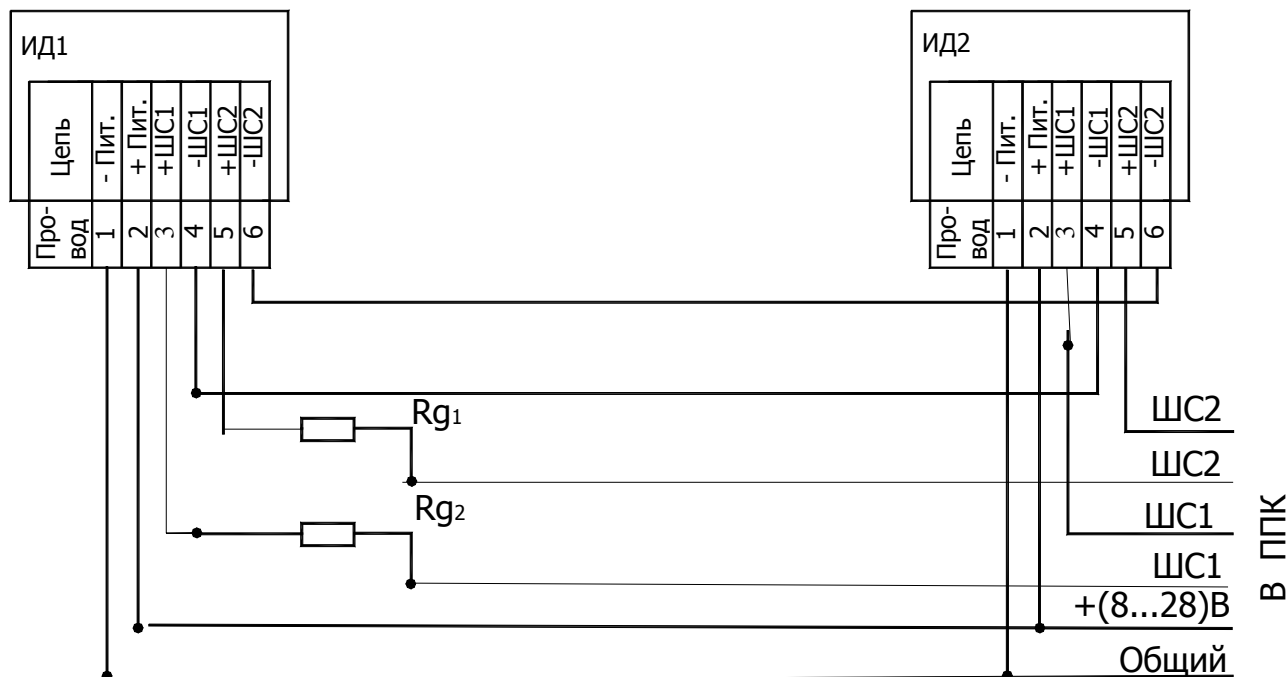 ИД1
Цепь
- Пит.
+ Пит.
+ШС1
-ШС1
+ШС2
-ШС2
Про-
вод
1
2
3
4
5
6
ИД2
Цепь
- Пит.
+ Пит.
+ШС1
-ШС1
+ШС2
-ШС2
Про-
вод
1
2
3
4
5
6
Rg1
Rg2
ШС2
ШС2
ШС1
ШС1
+(8...28)В
Общий
В ППК